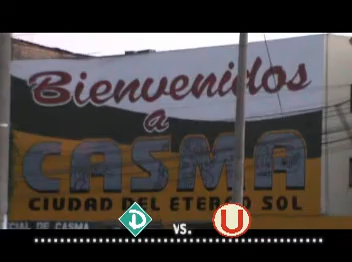 Bienvenidos
a
CASMA
CIUDAD DEL ETERNO SOL
CIAL DE CASMA
D VS. U